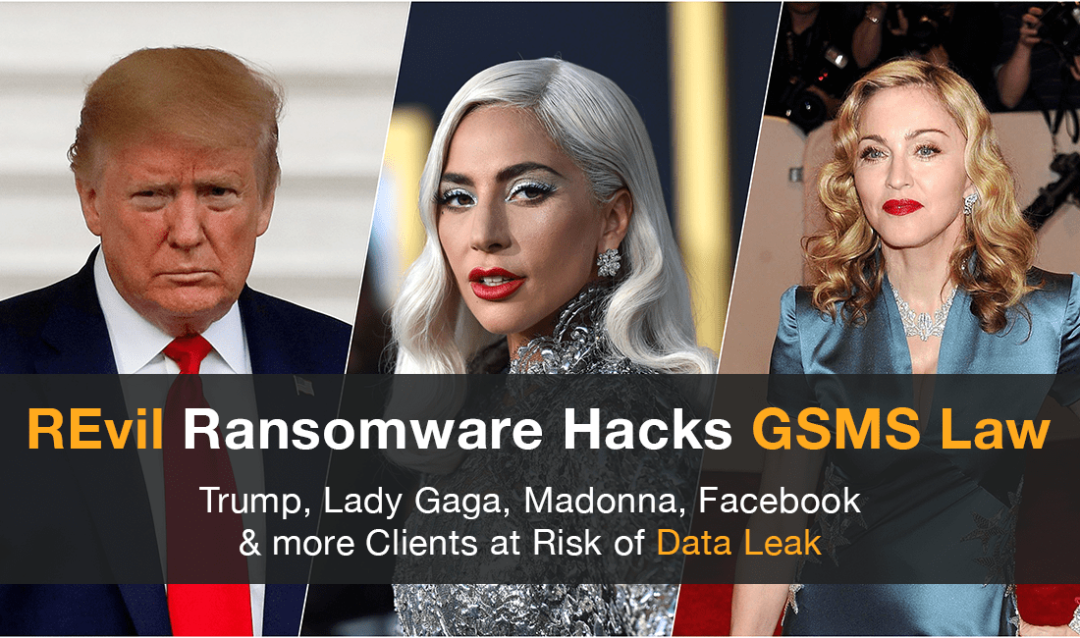 REvil Ransomware Hacks GSMS Law
Trump, Lady Gaga, Madonna, Facebook
& more Clients at Risk of Data Leak